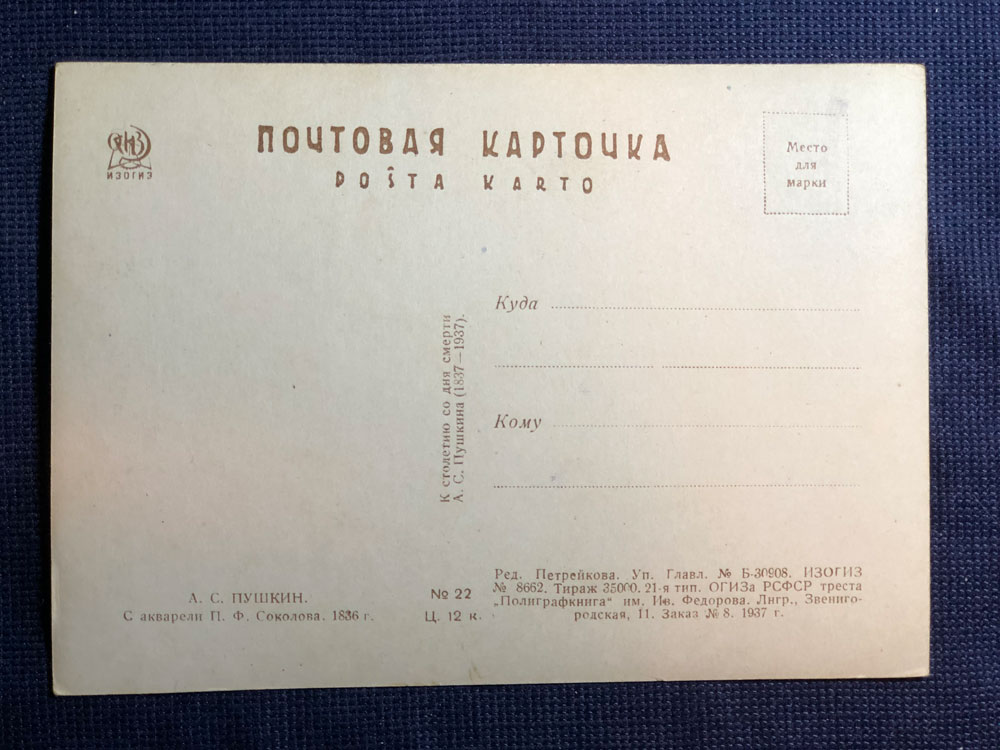 ИЗОГИЗ
ПОЧТОВАЯ КАРТОЧКА
POŜTA KARTO
Место
для
марки
Куда
Кому
К столетию со дня смерти
А. С. Пушкина (1837—1937).
А. С. ПУШКИН.
С акварели П. Ф. Соколова. 1836 г.
№ 22
Ц. 12 к.
Ред. Петрейкова. Уп. Главл. № Б-30908. ИЗОГИЗ
№ 8662. Тираж 35000. 21-я тип. ОГИЗа РСФСР треста
„Полиграфкнига“ им. Ив. Федорова. Лнгр., Звениго-
родская, 11. Заказ № 8. 1937 г.